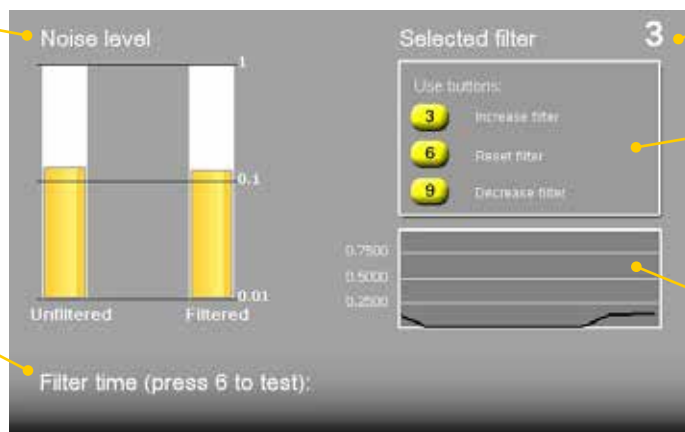 Noise level
1
0.1
0.01
Unfiltered
Filtered
Selected filter
3
Use buttons:
3 Increase filter
6 Reset filter
9 Decrease filter
0.7500
0.5000
0.2500
Filter time (press 6 to test):